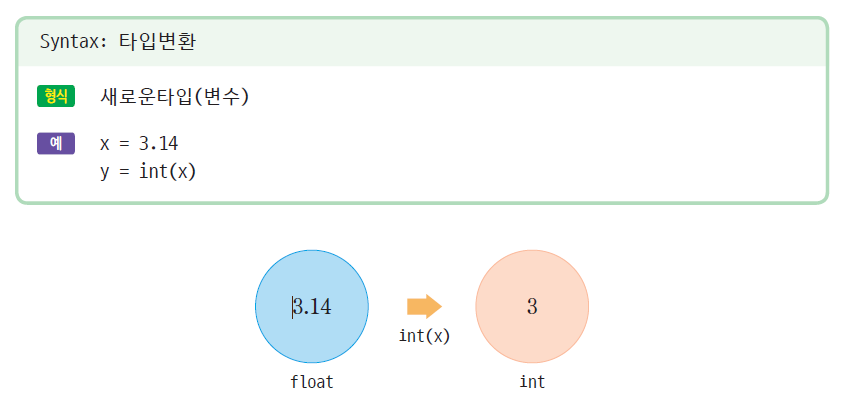 Syntax: 타입변환
형식 새로운타입(변수)
예 x = 3.14
y = int(x)
3.14
int(x)
3
float
int